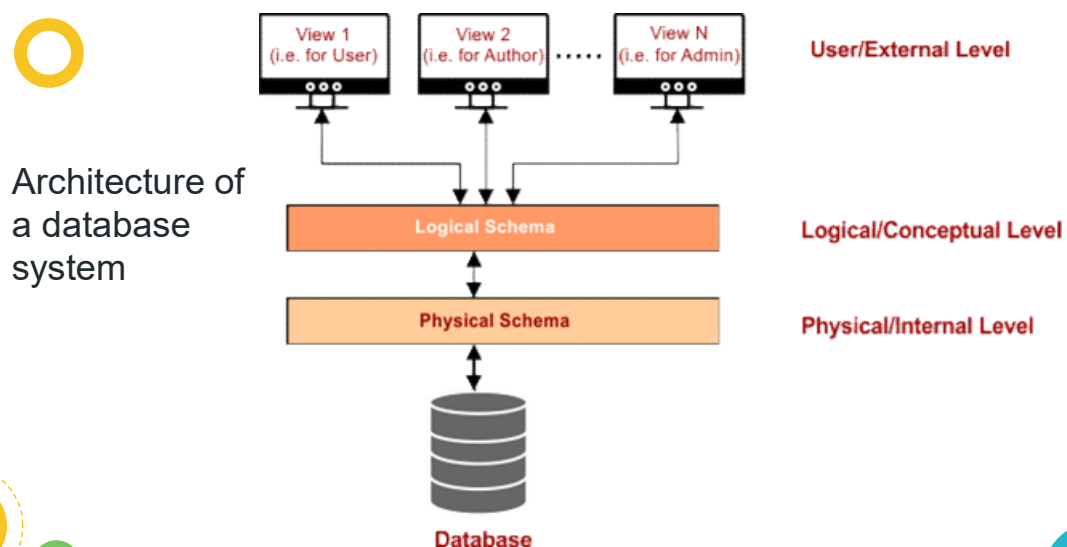 View 1
(i.e. for User)
View 2
(i.e. for Author)
.....
View N
(i.e. for Admin)
User/External Level
Architecture of
a database
system
Logical Schema
Logical/Conceptual Level
Physical Schema
Physical/Internal Level
Database